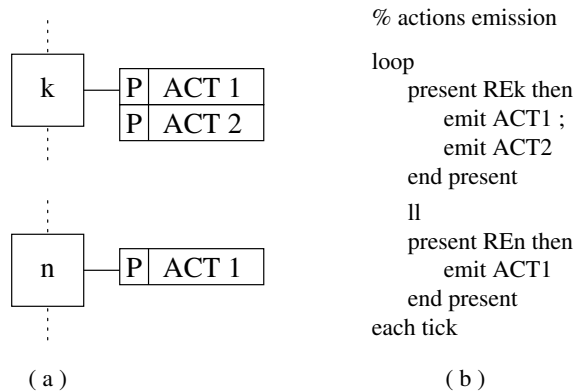 k
P ACT 1
P ACT 2
n
P ACT 1
( a )
% actions emission
loop
present REk then
emit ACT1 ;
emit ACT2
end present
ll
present REn then
emit ACT1
end present
each tick
( b )